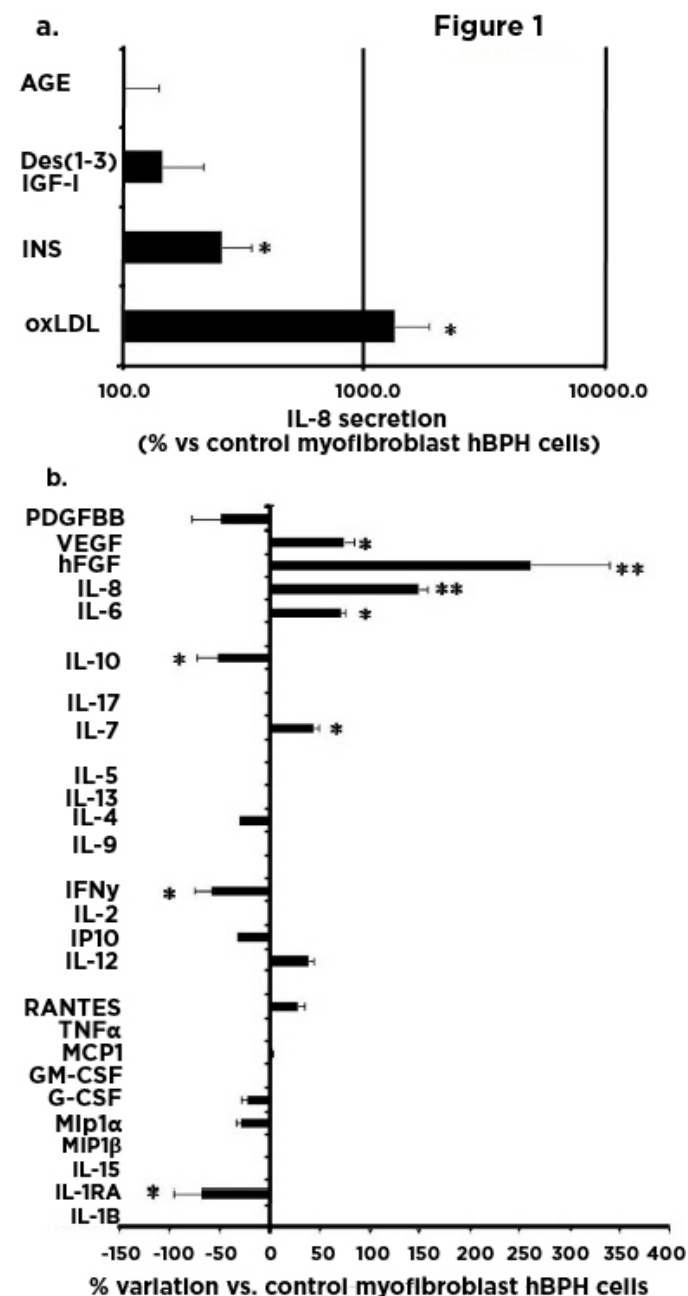 a.
Figure 1
AGE
Des(1-3)
IGF-I
INS
*
oxLDL
*
100.0 1000.0 10000.0
IL-8 secretion
(% vs control myofibroblast hBPH cells)
b.
PDGFBB
VEGF *
hFGF **
IL-8 **
IL-6 *
* IL-10
IL-17
IL-7 *
IL-5
IL-13
IL-4
IL-9
IFNy *
IL-2
IP10
IL-12
RANTES
TNFα
MCP1
GM-CSF
G-CSF
MIp1α
MIP1β
IL-15
IL-1RA *
IL-1B
-150 -100 -50 0 50 100 150 200 250 300 350 400
% variation vs. control myofibroblast hBPH cells